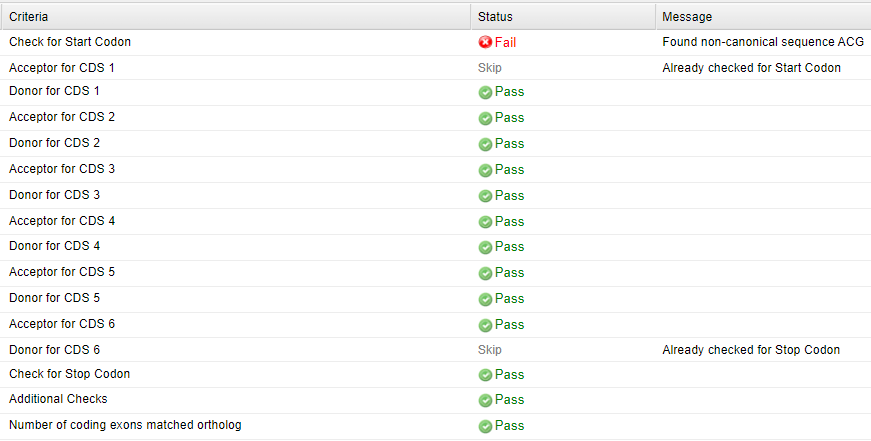 Criteria Status Message
Check for Start Codon Fail Found non-canonical sequence ACG
Acceptor for CDS 1 Skip Already checked for Start Codon
Donor for CDS 1 Pass
Acceptor for CDS 2 Pass
Donor for CDS 2 Pass
Acceptor for CDS 3 Pass
Donor for CDS 3 Pass
Acceptor for CDS 4 Pass
Donor for CDS 4 Pass
Acceptor for CDS 5 Pass
Donor for CDS 5 Pass
Acceptor for CDS 6 Pass
Donor for CDS 6 Skip Already checked for Stop Codon
Check for Stop Codon Pass
Additional Checks Pass
Number of coding exons matched ortholog Pass